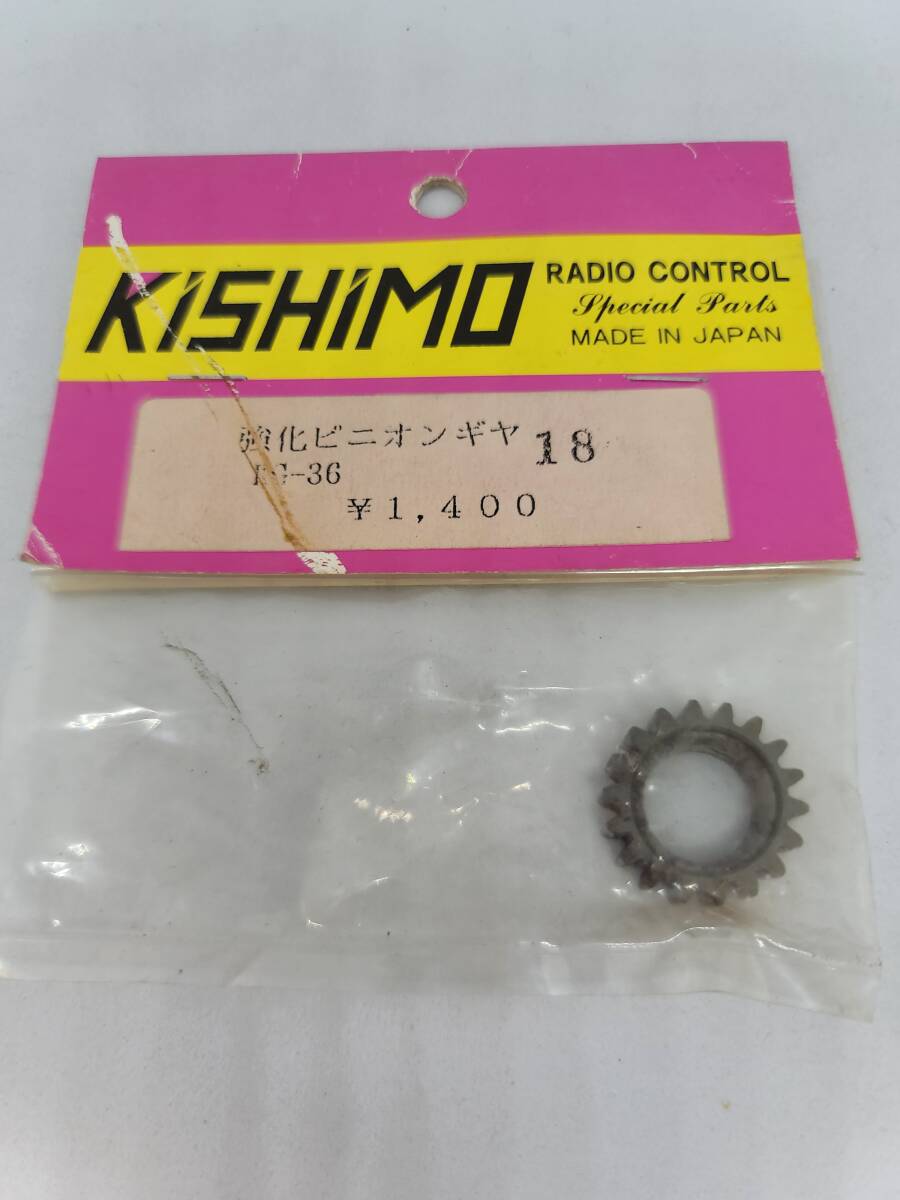 KiSHiMO
RADIO CONTROL
Special Parts
MADE IN JAPAN
強化ピニオンギヤ 18
￥1,400